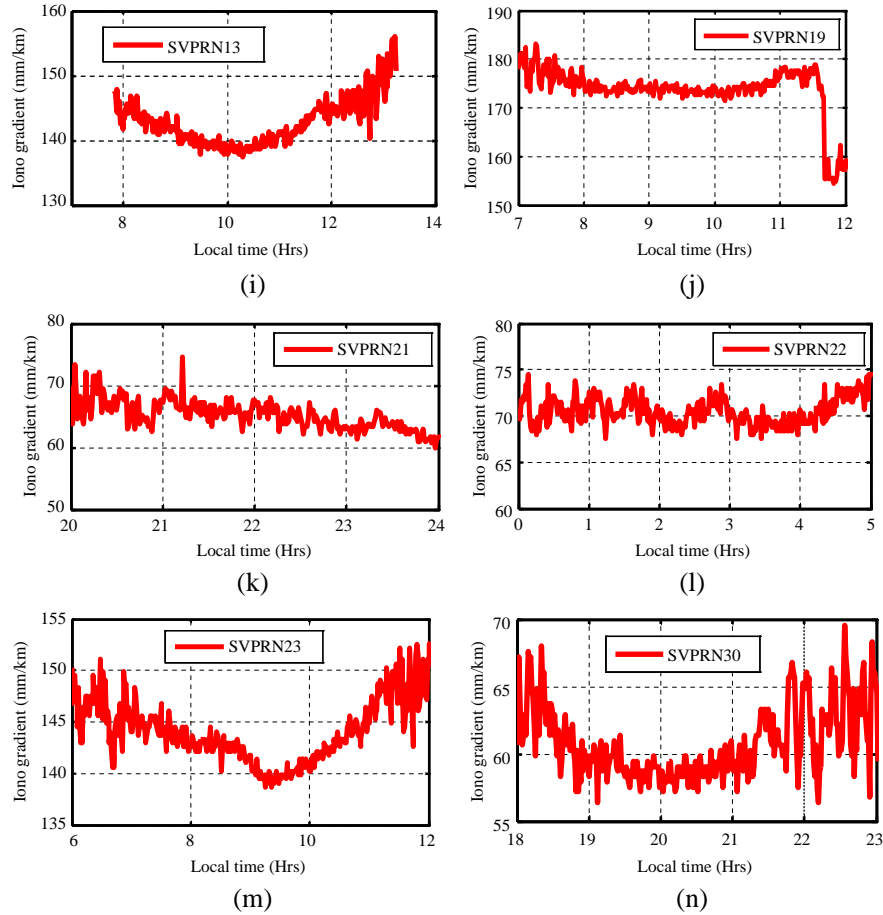 160
150
140
130
Iono gradient (mm/km)
SVPRN13
8
10
12
14
Local time (Hrs)
(i)
190
180
170
160
150
Iono gradient (mm/km)
SVPRN19
7
8
9
10
11
12
Local time (Hrs)
(j)
80
70
60
50
Iono gradient (mm/km)
SVPRN21
20
21
22
23
24
Local time (Hrs)
(k)
80
75
70
65
60
Iono gradient (mm/km)
SVPRN22
0
1
2
3
4
5
Local time (Hrs)
(l)
155
150
145
140
135
Iono gradient (mm/km)
SVPRN23
6
8
10
12
Local time (Hrs)
(m)
70
65
60
55
Iono gradient (mm/km)
SVPRN30
18
19
20
21
22
23
Local time (Hrs)
(n)